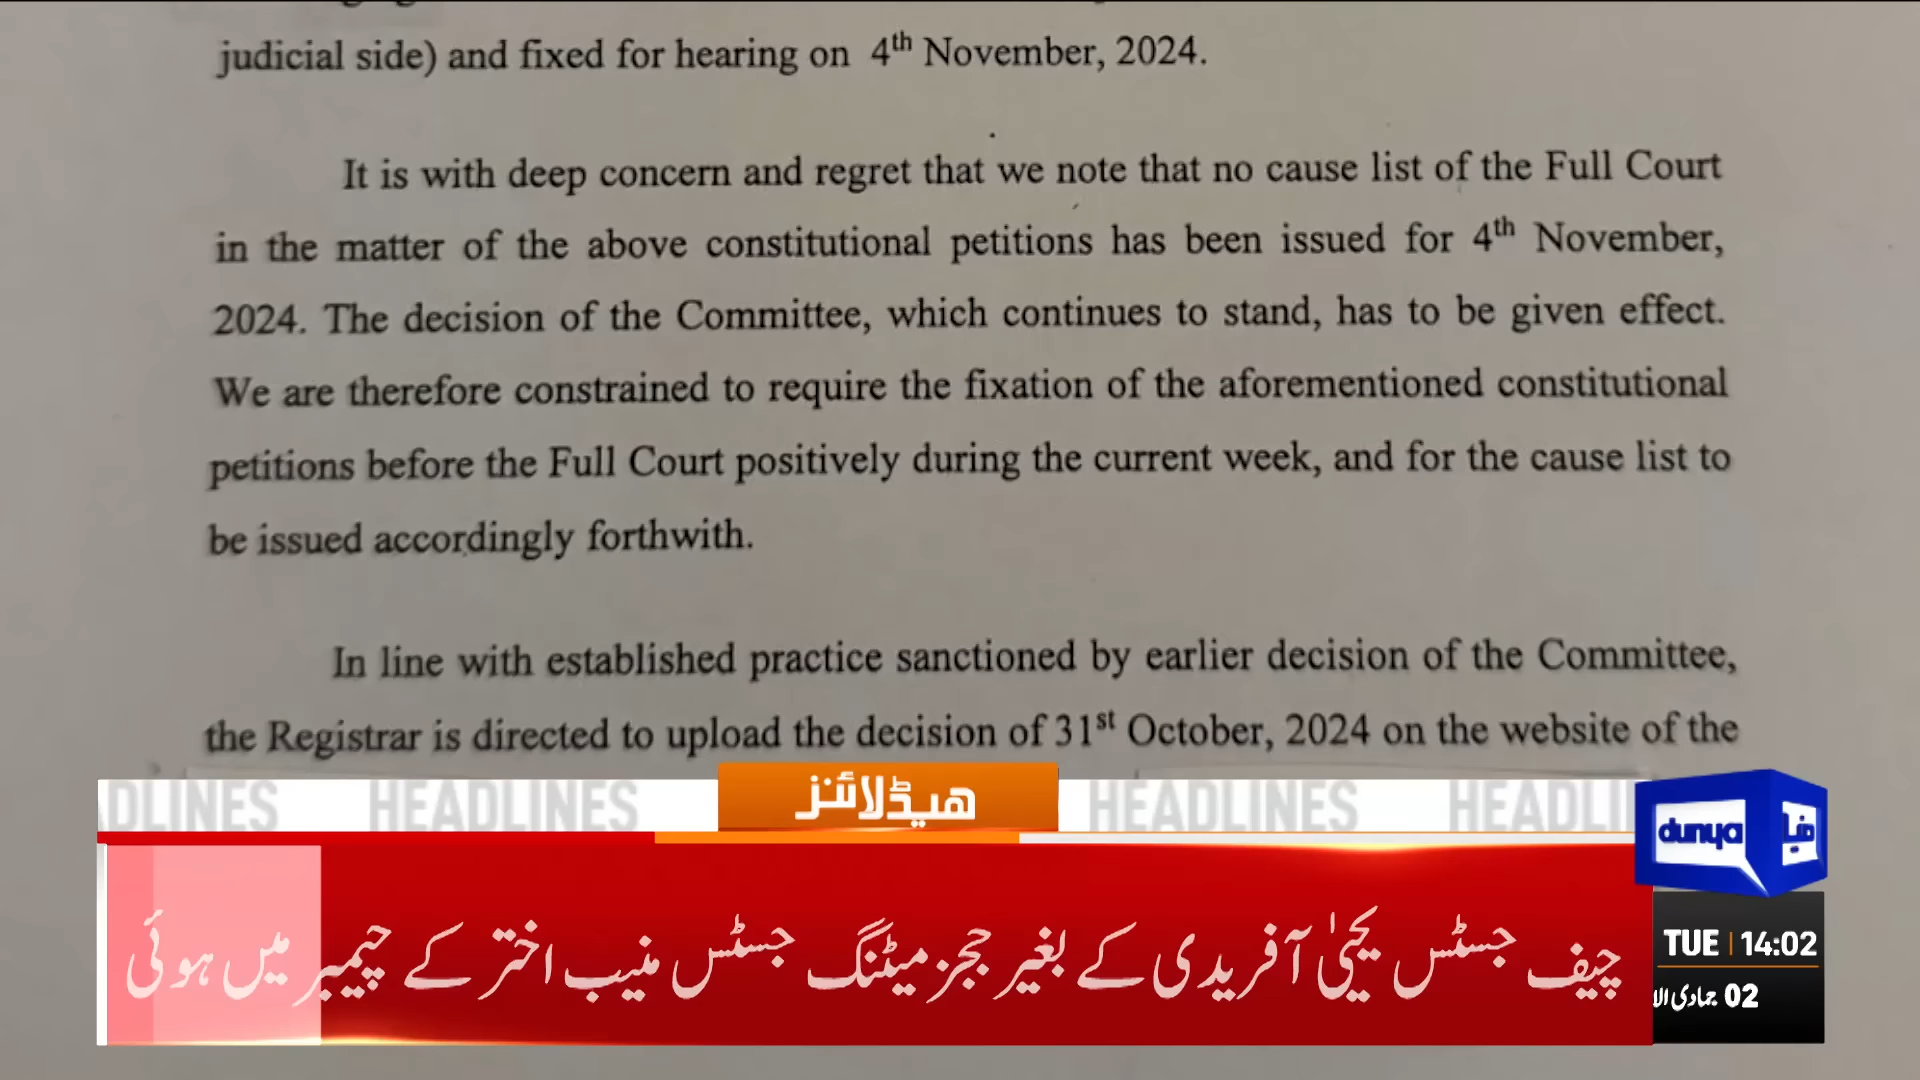 judicial side) and fixed for hearing on 4th November, 2024.
It is with deep concern and regret that we note that no cause list of the Full Court
in the matter of the above constitutional petitions has been issued for 4th November,
2024. The decision of the Committee, which continues to stand, has to be given effect.
We are therefore constrained to require the fixation of the aforementioned constitutional
petitions before the Full Court positively during the current week, and for the cause list to
be issued accordingly forthwith.
In line with established practice sanctioned by earlier decision of the Committee,
the Registrar is directed to upload the decision of 31st October, 2024 on the website of the
DLINES HEADLINES ہیڈلائنز HEADLINES HEADLI
dunya دنیا
چیف جسٹس یحییٰ آفریدی کے بغیر ججز میٹنگ جسٹس منیب اختر کے چیمبر میں ہوئی
TUE 14:02
02 جمادی الا